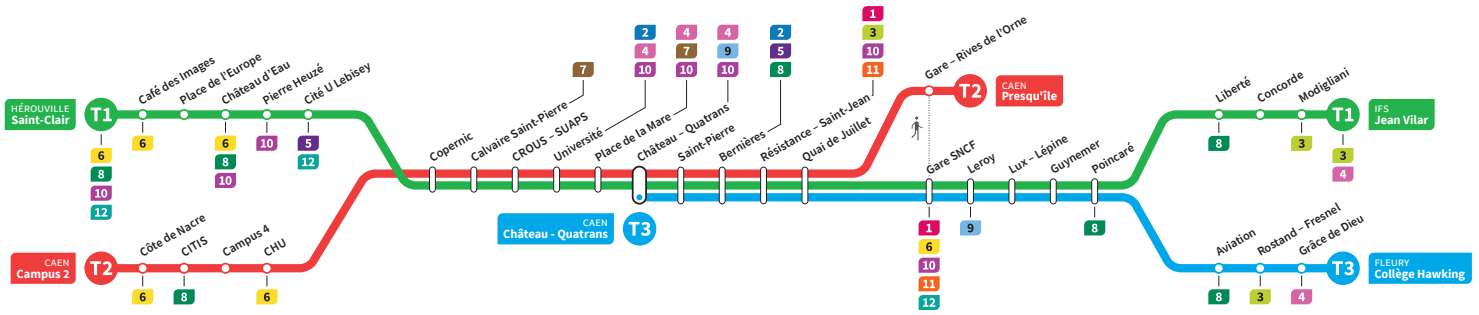 HÉROUVILLE
Saint-Clair
T1
6
8
10
12
Café des Images
6
Place de l'Europe
Château d'Eau
6
8
10
Pierre Heuzé
10
Cité U Lebisey
5
12
CAEN
Campus 2
T2
Côte de Nacre
6
CITIS
8
Campus 4
CHU
6
Copernic
Calvaire Saint-Pierre
7
CROUS – SUAPS
Université
2
4
10
Place de la Mare
4
7
10
Château – Quatrans
4
9
10
CAEN
Château - Quatrans
T3
Saint-Pierre
Bernières
2
5
8
Résistance – Saint-Jean
1
3
10
11
Quai de Juillet
Gare – Rives de l'Orne
T2
CAEN
Presqu'île
Gare SNCF
1
6
10
11
12
Leroy
9
Lux – Lépine
Guynemer
Poincaré
8
Liberté
8
Concorde
Modigliani
3
T1
3
4
IFS
Jean Vilar
Aviation
8
Rostand – Fresnel
3
Grâce de Dieu
4
T3
FLEURY
Collège Hawking